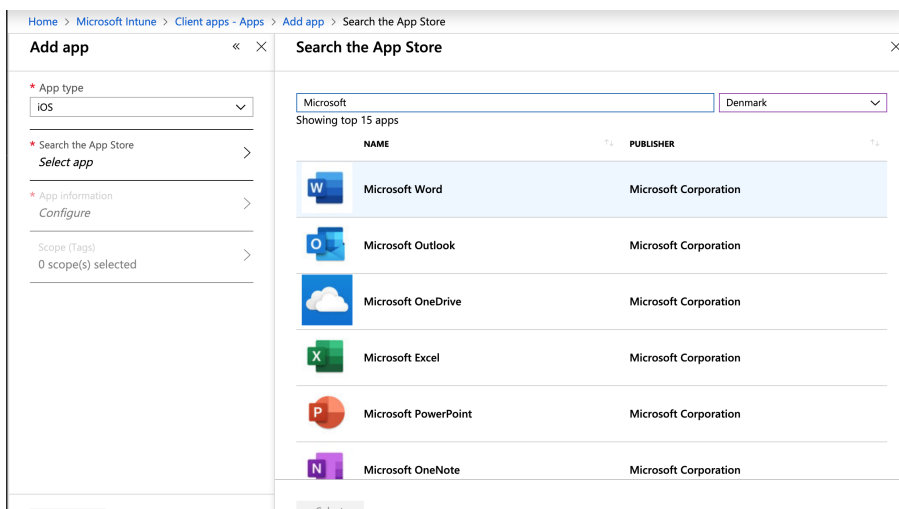 Home > Microsoft Intune > Client apps - Apps > Add app > Search the App Store
Add app
* App type
iOS
* Search the App Store
Select app
* App information
Configure
Scope (Tags)
0 scope(s) selected
Search the App Store
Microsoft
Denmark
Showing top 15 apps
NAME PUBLISHER
Microsoft Word Microsoft Corporation
Microsoft Outlook Microsoft Corporation
Microsoft OneDrive Microsoft Corporation
Microsoft Excel Microsoft Corporation
Microsoft PowerPoint Microsoft Corporation
Microsoft OneNote Microsoft Corporation